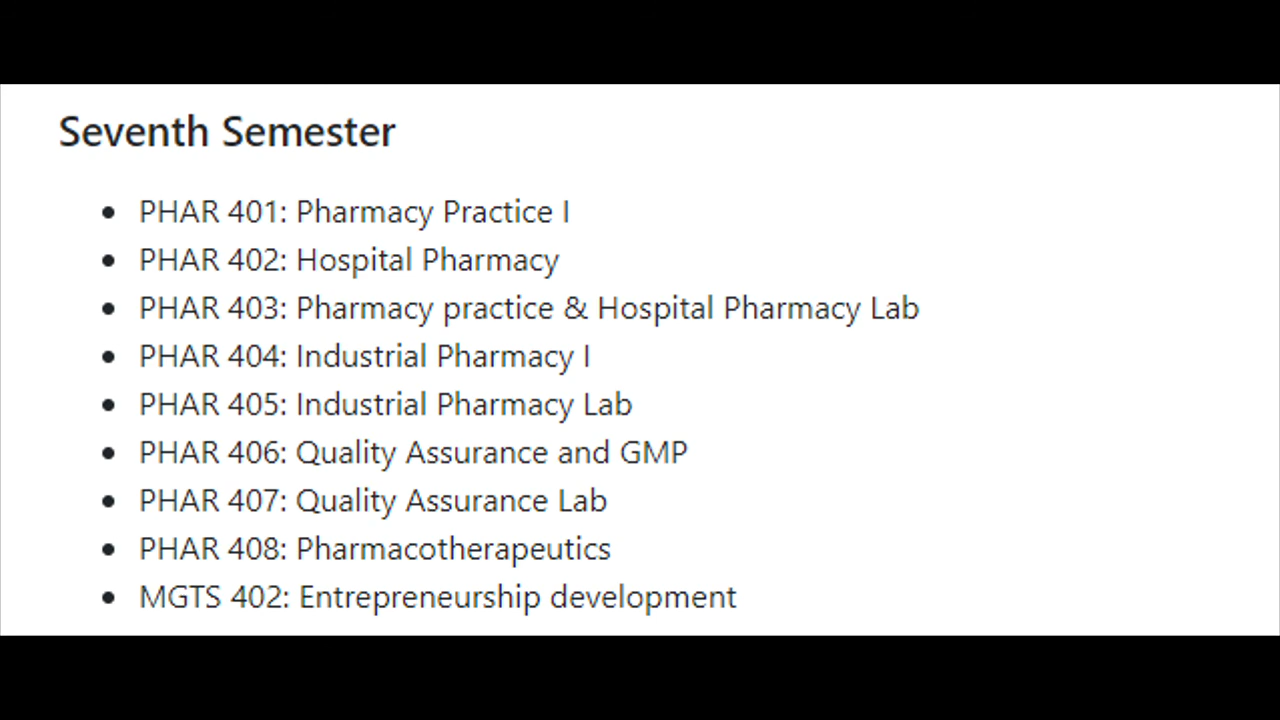 Seventh Semester
PHAR 401: Pharmacy Practice I
PHAR 402: Hospital Pharmacy
PHAR 403: Pharmacy practice & Hospital Pharmacy Lab
PHAR 404: Industrial Pharmacy I
PHAR 405: Industrial Pharmacy Lab
PHAR 406: Quality Assurance and GMP
PHAR 407: Quality Assurance Lab
PHAR 408: Pharmacotherapeutics
MGTS 402: Entrepreneurship development